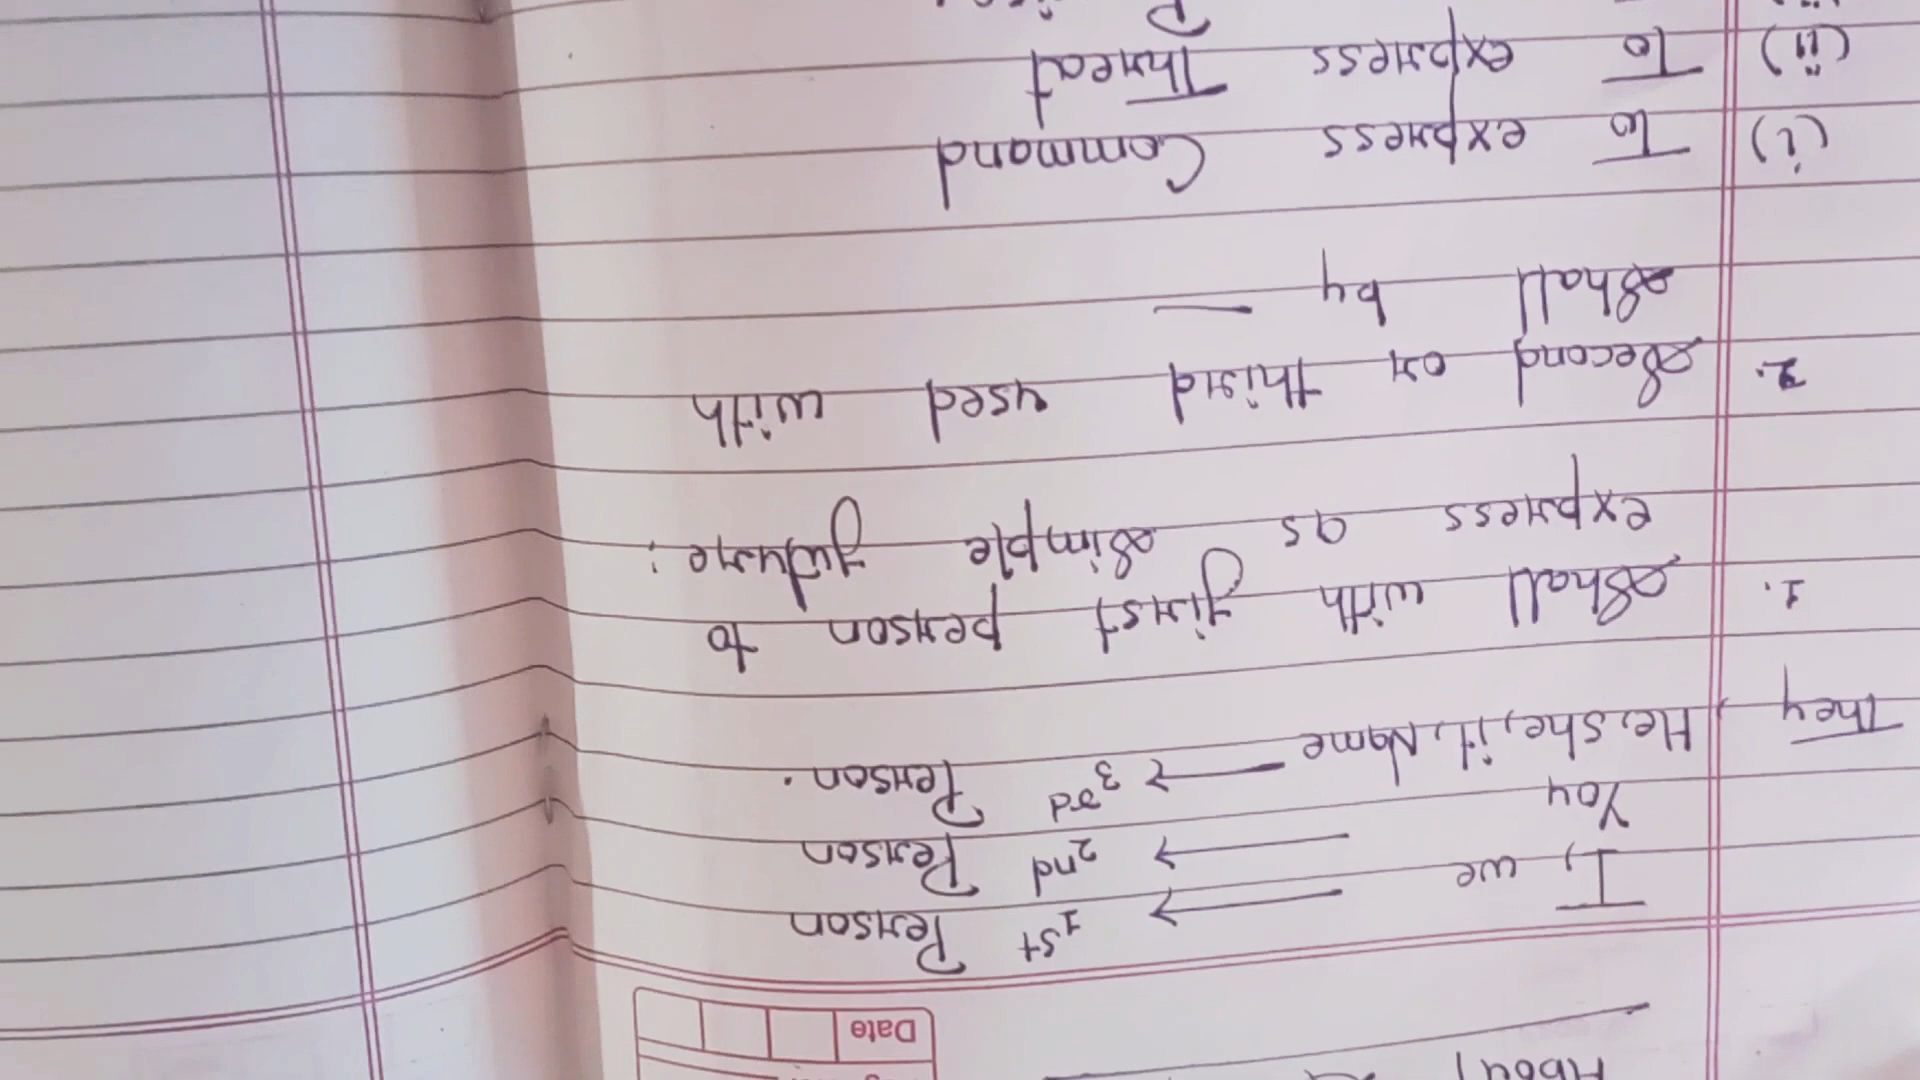 Date
I, we → 1st Person
You → 2nd Person
They, He, she, it, Name → 3rd Person.
1. Shall with first person to
express as simple future:
2. Second or third used with
shall by —
(i) To express Command
(ii) To express Threat